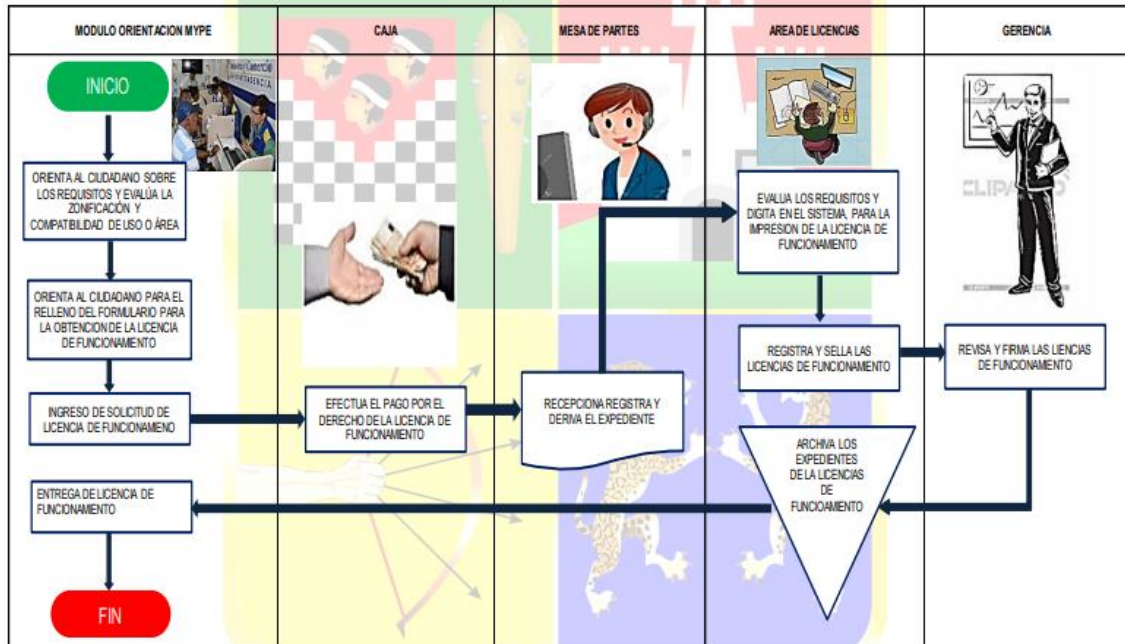 MODULO ORIENTACION MYPE
CAJA
MESA DE PARTES
AREA DE LICENCIAS
GERENCIA
INICIO
Comercio
ORIENTA AL CIUDADANO SOBRE
LOS REQUISITOS Y EVALÚA LA
ZONIFICACIÓN Y
COMPATIBILIDAD DE USO O ÁREA
ORIENTA AL CIUDADANO PARA EL
RELLENO DEL FORMULARIO PARA
LA OBTENCION DE LA LICENCIA
DE FUNCIONAMIENTO
INGRESO DE SOLICITUD DE
LICENCIA DE FUNCIONAMIENO
EFECTUA EL PAGO POR EL
DERECHO DE LA LICENCIA DE
FUNCIONAMIENTO
RECEPCIONA REGISTRA Y
DERIVA EL EXPEDIENTE
EVALUA LOS REQUISITOS Y
DIGITA EN EL SISTEMA, PARA LA
IMPRESION DE LA LICENCIA DE
FUNCIONAMIENTO
REGISTRA Y SELLA LAS
LICENCIAS DE FUNCIONAMIENTO
REVISA Y FIRMA LAS LIENCIAS
DE FUNCIONAMIENTO
ARCHIVA LOS
EXPEDIENTES
DE LA LICENCIAS
DE
FUNCIOAMIENTO
ENTREGA DE LICENCIA DE
FUNCIONAMIENTO
FIN